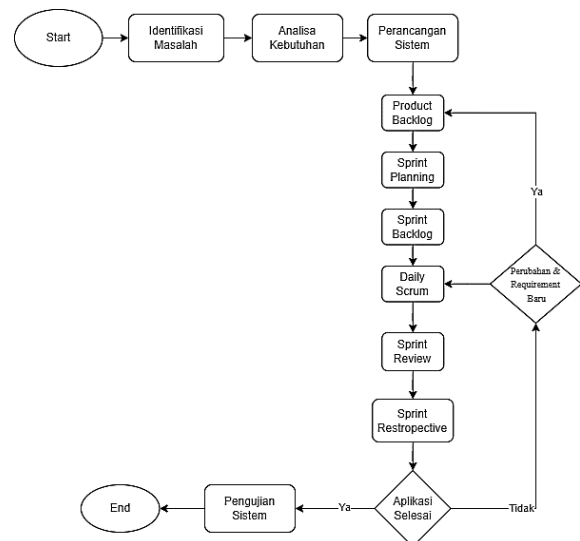 Start
Identifikasi
Masalah
Analisa
Kebutuhan
Perancangan
Sistem
Product
Backlog
Sprint
Planning
Ya
Sprint
Backlog
Daily
Scrum
Perubahan &
Requirement
Baru
Sprint
Review
Sprint
Restropective
End
Pengujian
Sistem
Ya
Aplikasi
Selesai
Tidak